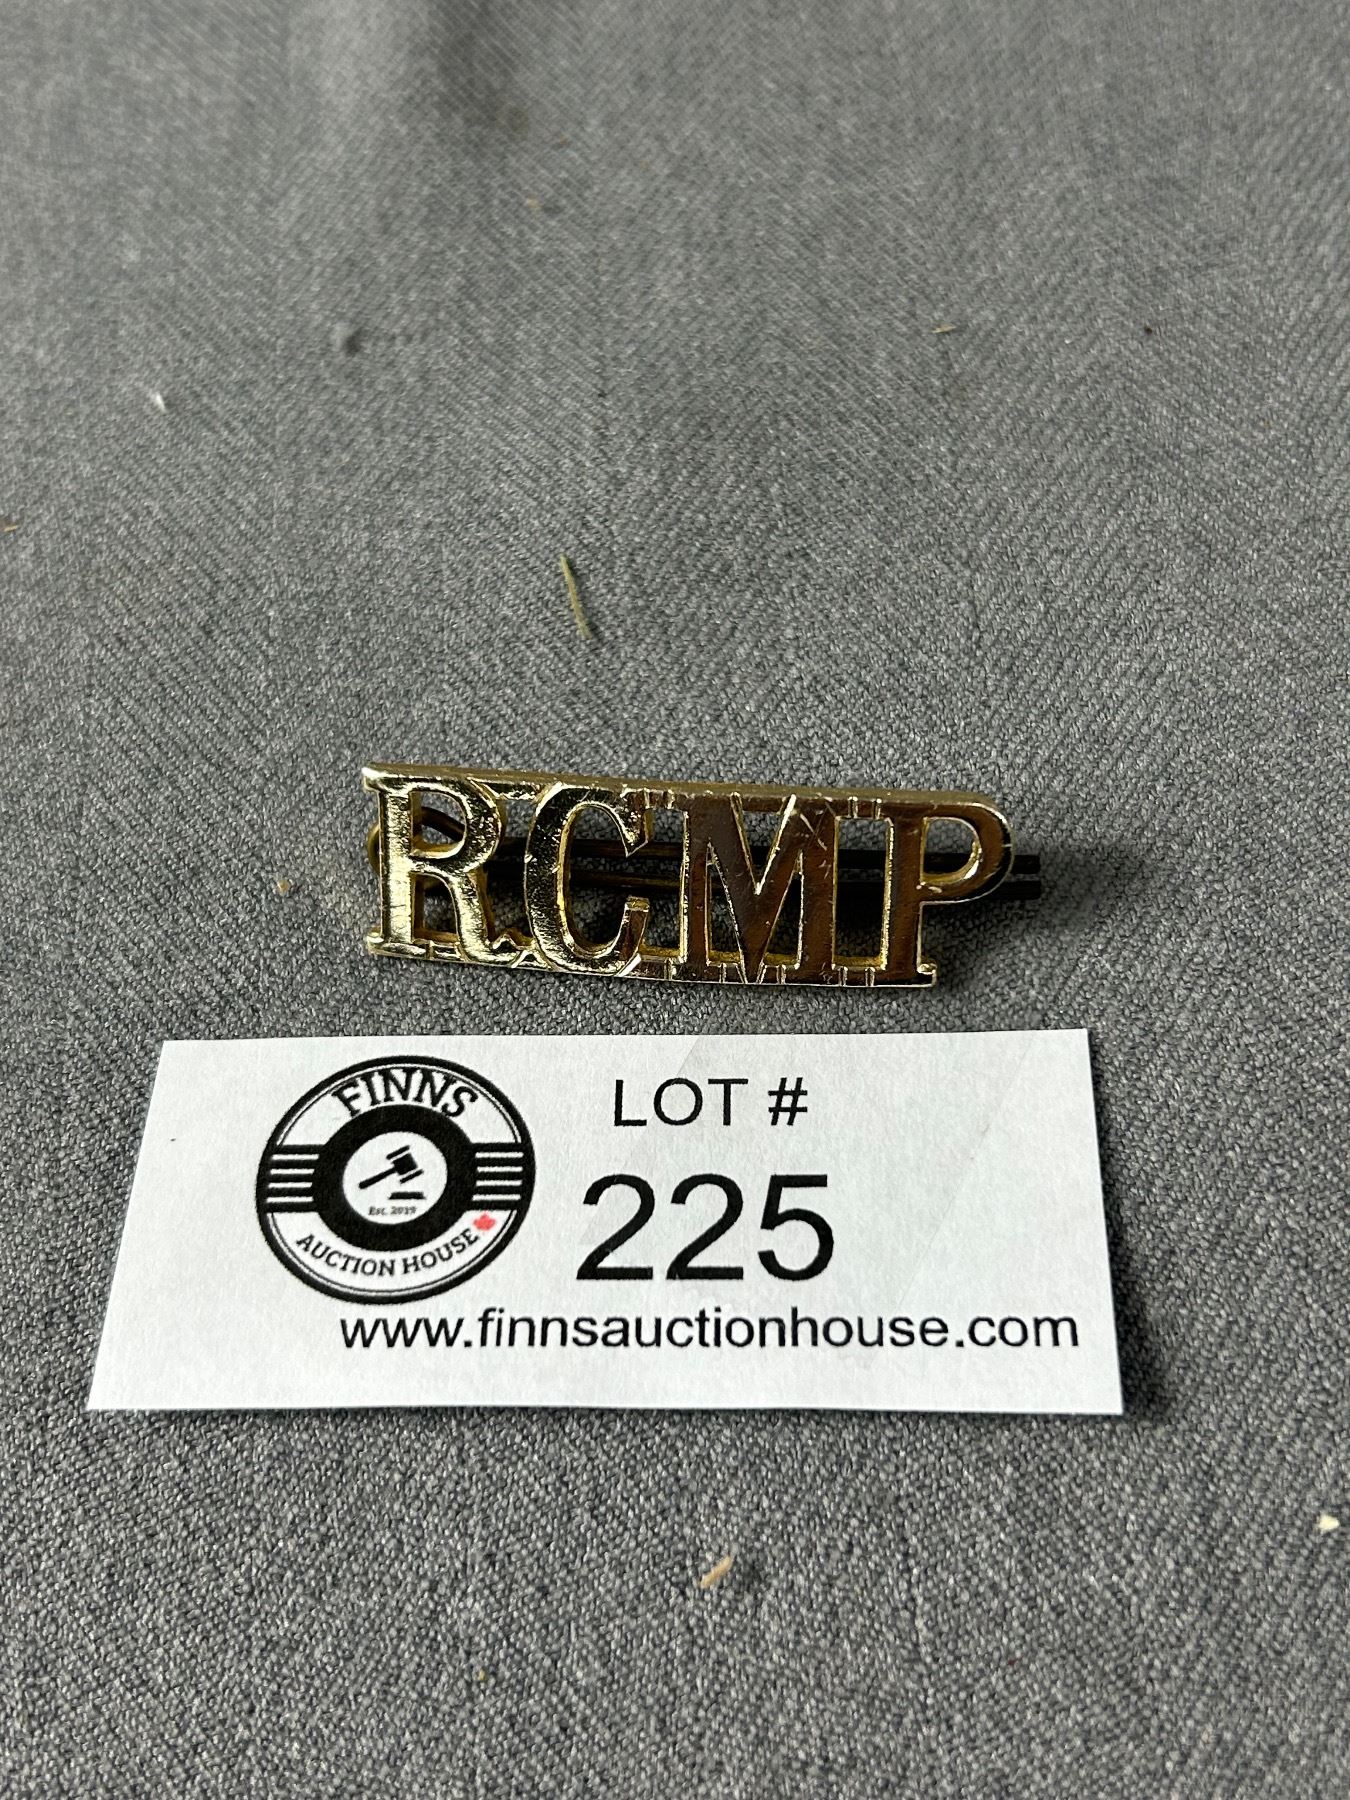 RCMP
FINNS
Est. 2019
AUCTION HOUSE
LOT #
225
www.finnsauctionhouse.com